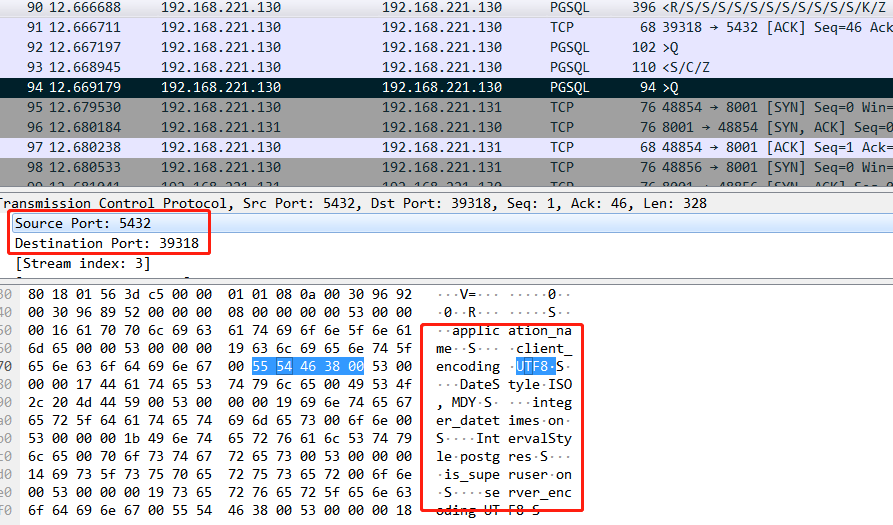 90 12.666688 192.168.221.130 192.168.221.130 PGSQL 396 <R/S/S/S/S/S/S/S/S/S/S/S/K/Z
91 12.666711 192.168.221.130 192.168.221.130 TCP 68 39318 → 5432 [ACK] Seq=46 Ack
92 12.667197 192.168.221.130 192.168.221.130 PGSQL 102 >Q
93 12.668945 192.168.221.130 192.168.221.130 PGSQL 110 <S/C/Z
94 12.669179 192.168.221.130 192.168.221.130 PGSQL 94 >Q
95 12.679530 192.168.221.130 192.168.221.131 TCP 76 48854 → 8001 [SYN] Seq=0 Win=
96 12.680184 192.168.221.131 192.168.221.130 TCP 76 8001 → 48854 [SYN, ACK] Seq=0
97 12.680238 192.168.221.130 192.168.221.131 TCP 68 48854 → 8001 [ACK] Seq=1 Ack=
98 12.680533 192.168.221.130 192.168.221.131 TCP 76 48856 → 8001 [SYN] Seq=0 Win=
Transmission Control Protocol, Src Port: 5432, Dst Port: 39318, Seq: 1, Ack: 46, Len: 328
Source Port: 5432
Destination Port: 39318
[Stream index: 3]
30 80 18 01 56 3d c5 00 00 01 01 08 0a 00 30 96 92 ···V=··· ·····0··
40 00 30 96 89 52 00 00 00 08 00 00 00 00 53 00 00 ·0··R··· ·····S··
00 16 61 70 70 6c 69 63 61 74 69 6f 6e 5f 6e 61 ··applic ation_na
6d 65 00 00 53 00 00 00 19 63 6c 69 65 6e 74 5f me··S··· ·client_
70 65 6e 63 6f 64 69 6e 67 00 55 54 46 38 00 53 00 encoding ·UTF8·S·
00 00 17 44 61 74 65 53 74 79 6c 65 00 49 53 4f ···DateS tyle·ISO
2c 20 4d 44 59 00 53 00 00 00 19 69 6e 74 65 67 , MDY·S· ···integ
a0 65 72 5f 64 61 74 65 74 69 6d 65 73 00 6f 6e 00 er_datet imes·on·
b0 53 00 00 00 1b 49 6e 74 65 72 76 61 6c 53 74 79 S····Int ervalSty
6c 65 00 70 6f 73 74 67 72 65 73 00 53 00 00 00 le·postg res·S···
d0 14 69 73 5f 73 75 70 65 72 75 73 65 72 00 6f 6e ·is_supe ruser·on
00 53 00 00 00 19 73 65 72 76 65 72 5f 65 6e 63 ·S····se rver_enc
f0 6f 64 69 6e 67 00 55 54 46 38 00 53 00 00 00 18 oding·UT F8·S····